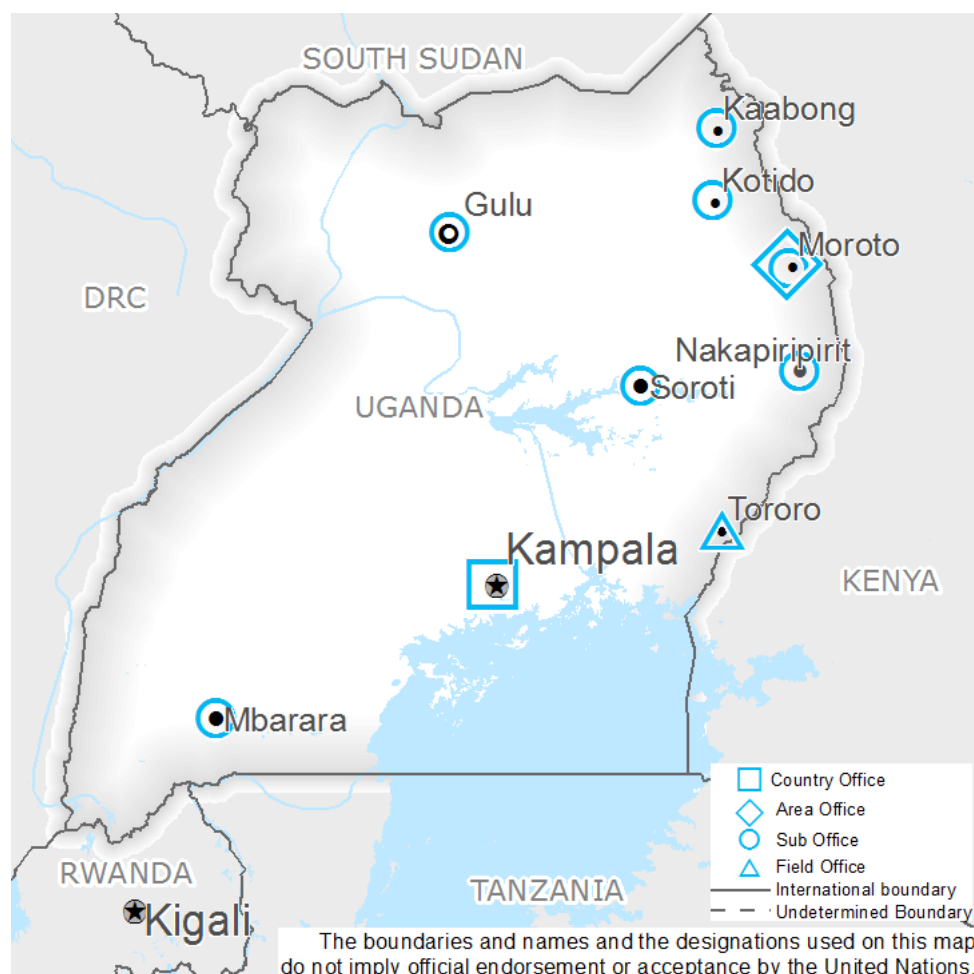 SOUTH SUDAN
Kaabong
Kotido
Gulu
Moroto
DRC
Nakapiripirit
Soroti
UGANDA
Tororo
Kampala
KENYA
Mbarara
Country Office
Area Office
Sub Office
Field Office
International boundary
Undetermined Boundary
RWANDA
TANZANIA
Kigali
The boundaries and names and the designations used on this map
do not imply official endorsement or acceptance by the United Nations